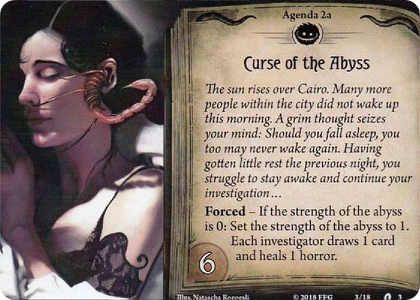 Agenda 2a
Curse of the Abyss
The sun rises over Cairo. Many more
people within the city did not wake up
this morning. A grim thought seizes
your mind: Should you fall asleep, you
too may never wake again. Having
gotten little rest the previous night, you
struggle to stay awake and continue your
investigation…
Forced – If the strength of the abyss
is 0: Set the strength of the abyss to 1.
Each investigator draws 1 card
and heals 1 horror.
6
Illus. Natascha Roeoesli
© 2018 FFG
3/18